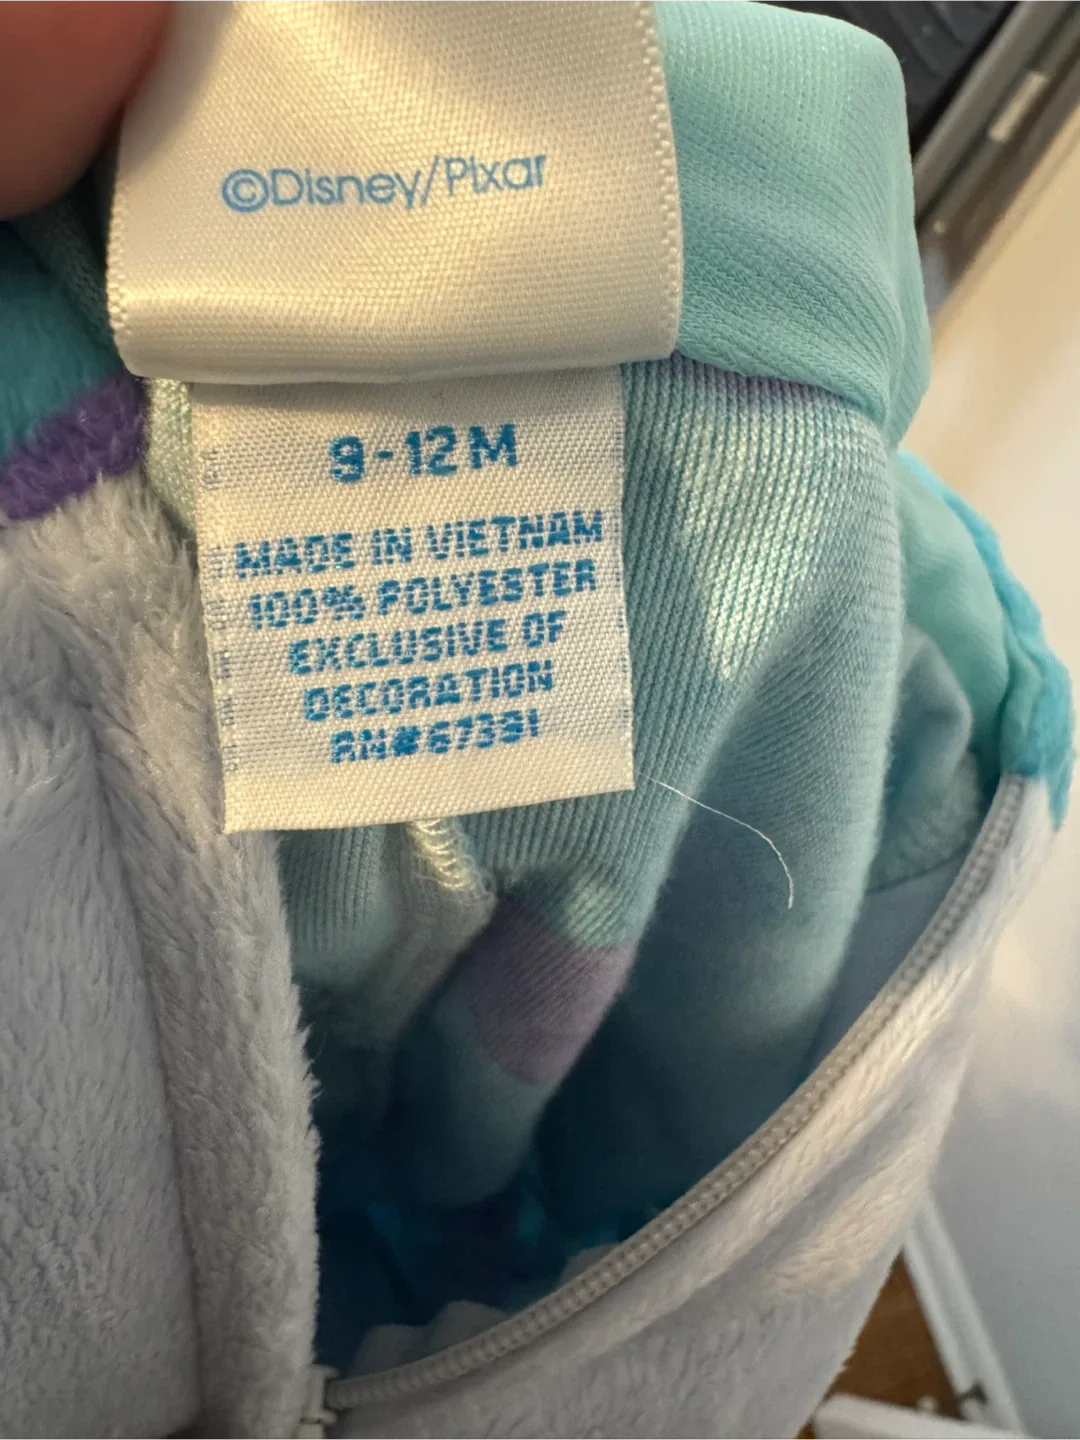 ©Disney/Pixar
9-12M
MADE IN VIETNAM
100% POLYESTER
EXCLUSIVE OF
DECORATION
RN#67391